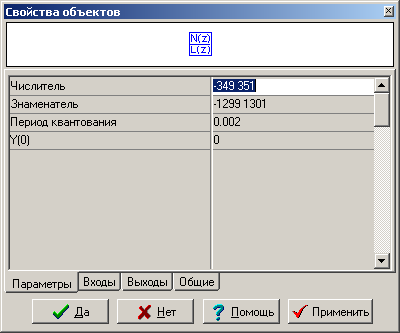 Свойства объектов
N(z)
L(z)
Числитель -349 351
Знаменатель -1299 1301
Период квантования 0.002
Y(0) 0
Параметры Входы Выходы Общие
Да Нет Помощь Применить